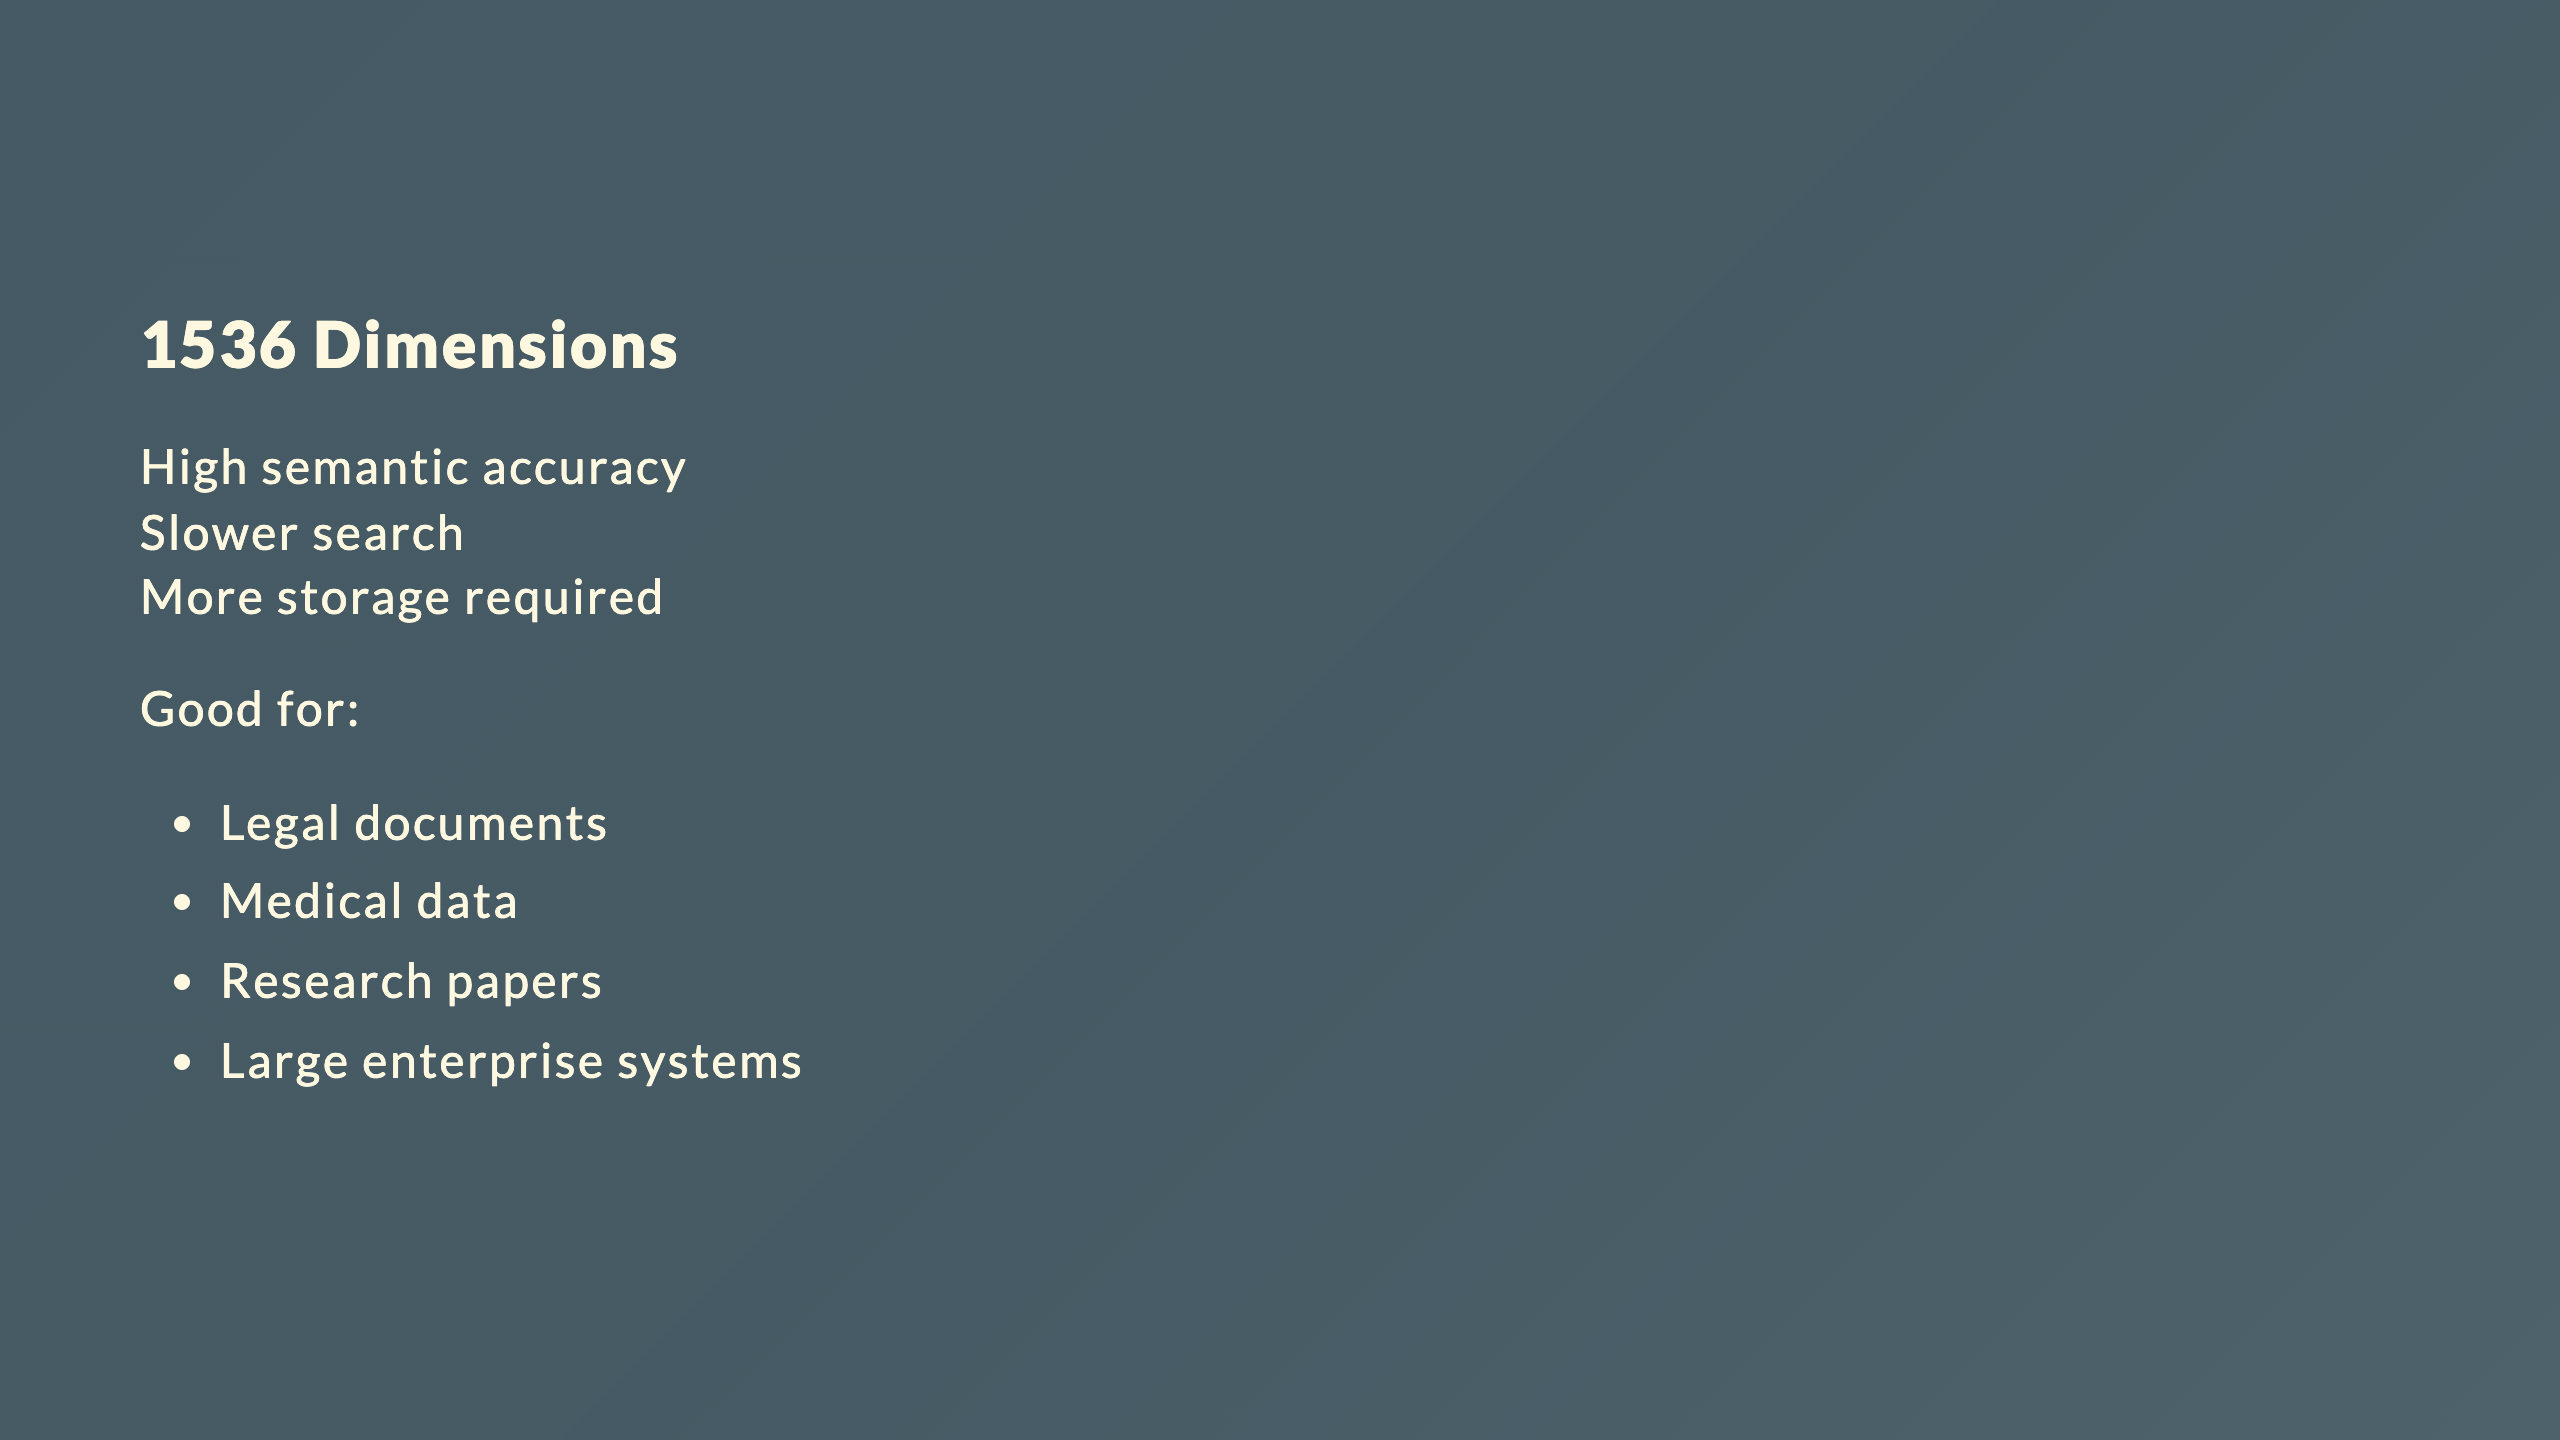 1536 Dimensions
High semantic accuracy
Slower search
More storage required
Good for:
• Legal documents
• Medical data
• Research papers
• Large enterprise systems